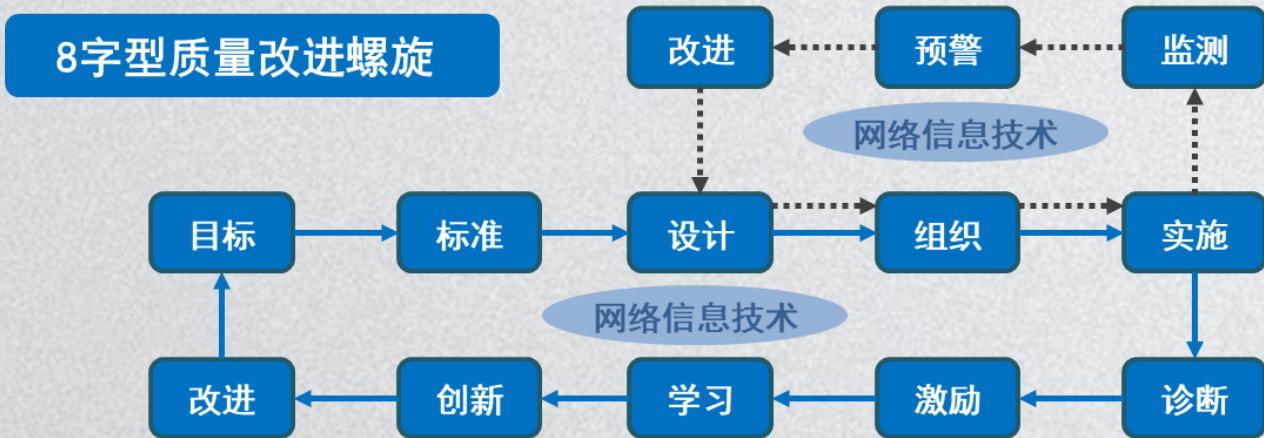 8字型质量改进螺旋
改进
预警
监测
网络信息技术
目标
标准
设计
组织
实施
网络信息技术
改进
创新
学习
激励
诊断